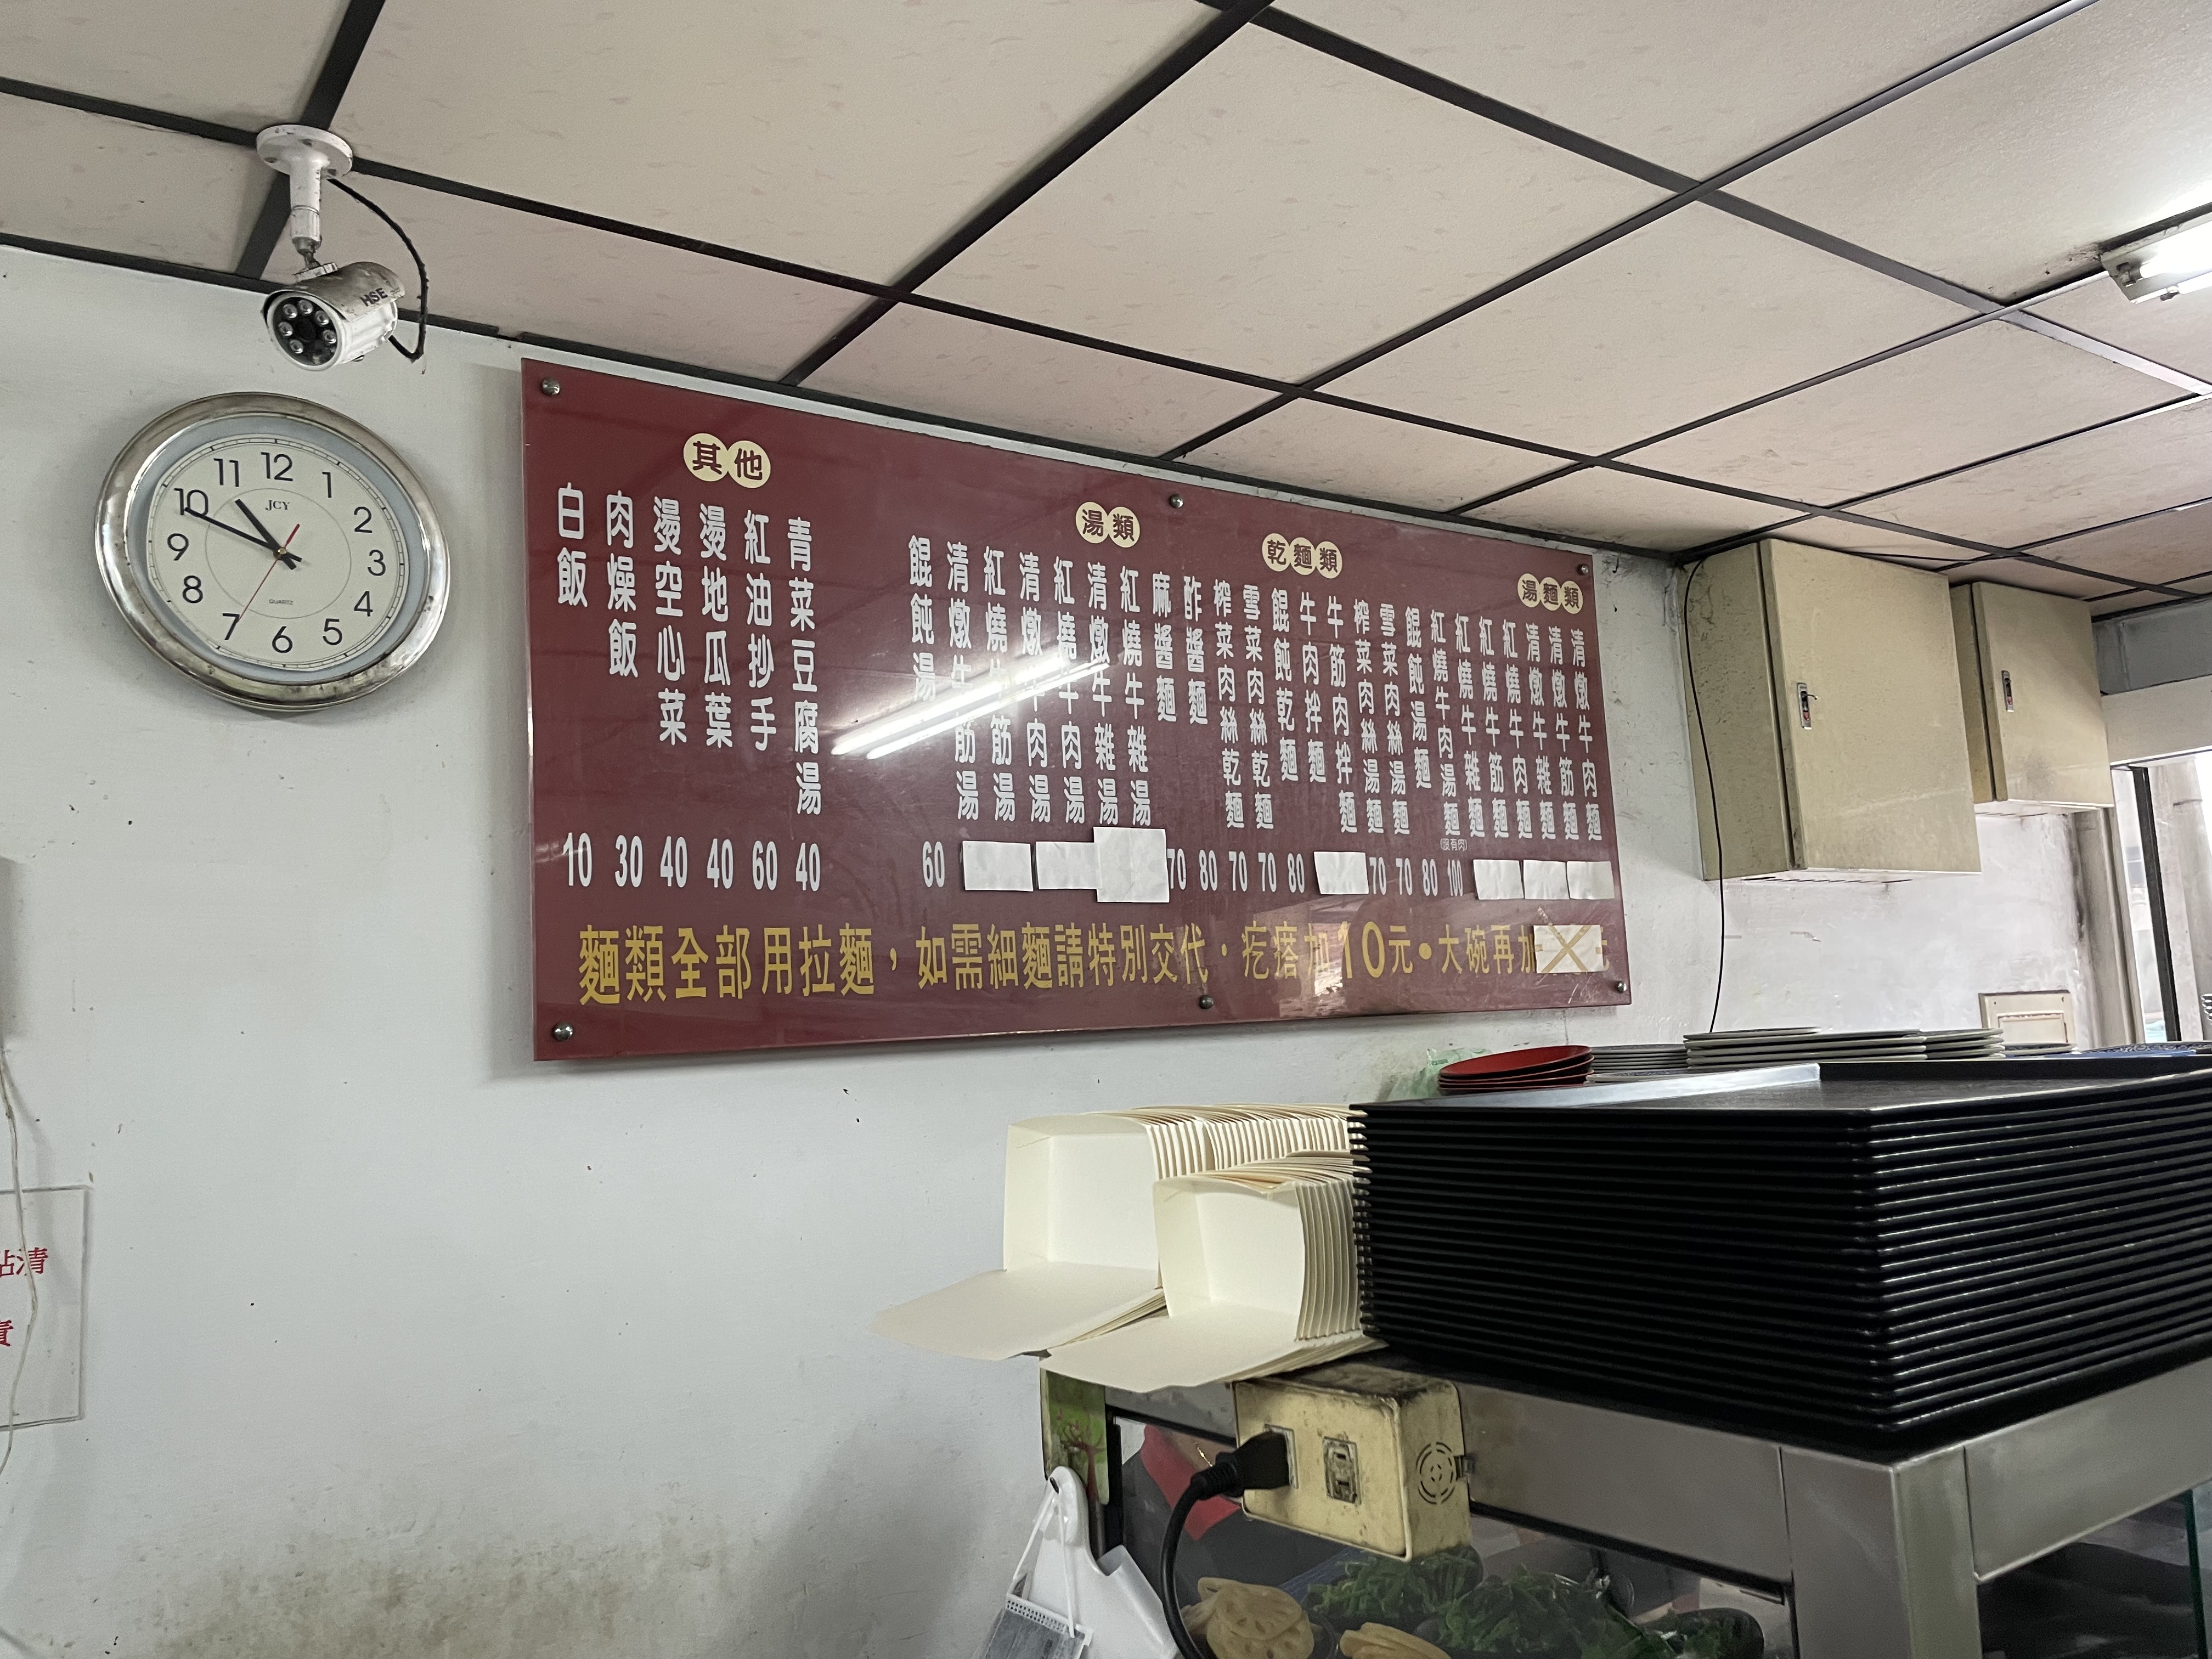 湯麵類
清燉牛肉麵
清燉牛筋麵
清燉牛雜麵
紅燒牛肉麵
紅燒牛筋麵
紅燒牛雜麵
紅燒牛肉湯麵(沒有肉) 100
餛飩湯麵 80
雪菜肉絲湯麵 70
榨菜肉絲湯麵 70
乾麵類
牛筋肉拌麵
牛肉拌麵
餛飩乾麵 80
雪菜肉絲乾麵 70
榨菜肉絲乾麵 70
酢醬麵 80
麻醬麵 70
湯類
紅燒牛雜湯
清燉牛雜湯
紅燒牛肉湯
清燉牛肉湯
紅燒牛筋湯
清燉牛筋湯
餛飩湯 60
其他
青菜豆腐湯 40
紅油抄手 60
燙地瓜葉 40
燙空心菜 40
肉燥飯 30
白飯 10
麵類全部用拉麵，如需細麵請特別交代·疙瘩加10元•大碗再加
HSE
12
1
2
3
4
5
6
7
8
9
10
11
JCY
QUARTZ
清
責